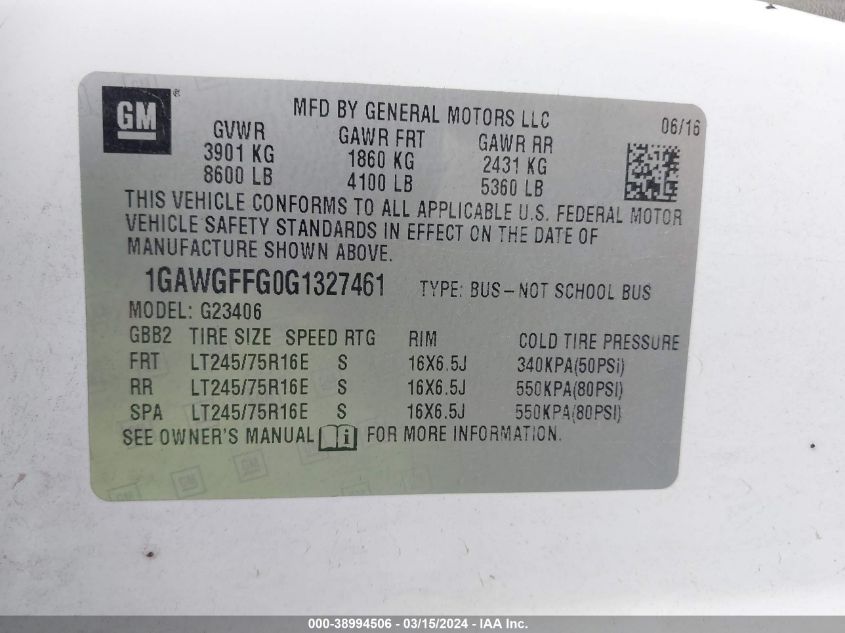 GM ®
MFD BY GENERAL MOTORS LLC 06/16
GVWR GAWR FRT GAWR RR
3901 KG 1860 KG 2431 KG
8600 LB 4100 LB 5360 LB
THIS VEHICLE CONFORMS TO ALL APPLICABLE U.S. FEDERAL MOTOR
VEHICLE SAFETY STANDARDS IN EFFECT ON THE DATE OF
MANUFACTURE SHOWN ABOVE.
1GAWGFFG0G1327461 TYPE: BUS-NOT SCHOOL BUS
MODEL: G23406
GBB2 TIRE SIZE SPEED RTG RIM COLD TIRE PRESSURE
FRT LT245/75R16E S 16X6.5J 340KPA(50PSI)
RR LT245/75R16E S 16X6.5J 550KPA(80PSI)
SPA LT245/75R16E S 16X6.5J 550KPA(80PSI)
SEE OWNER'S MANUAL i FOR MORE INFORMATION.
000-38994506 - 03/15/2024 - IAA Inc.